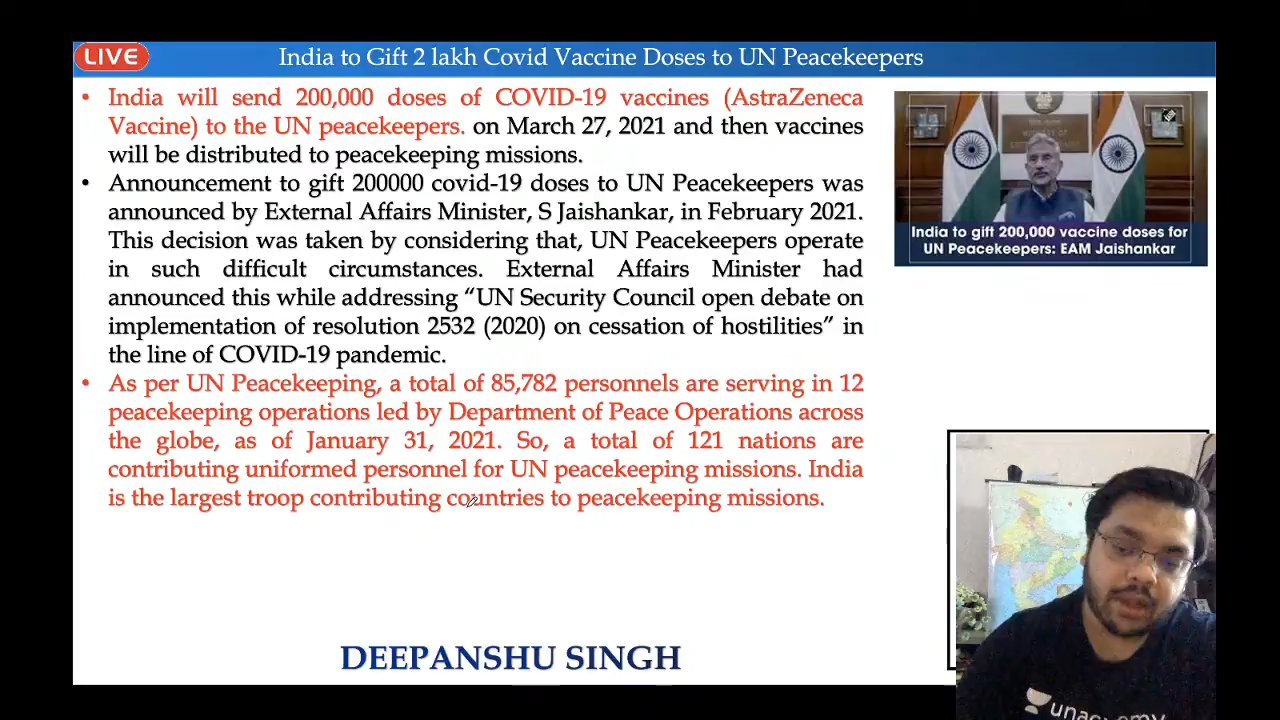 LIVE
India to Gift 2 lakh Covid Vaccine Doses to UN Peacekeepers
• India will send 200,000 doses of COVID-19 vaccines (AstraZeneca
Vaccine) to the UN peacekeepers. on March 27, 2021 and then vaccines
will be distributed to peacekeeping missions.
• Announcement to gift 200000 covid-19 doses to UN Peacekeepers was
announced by External Affairs Minister, S Jaishankar, in February 2021.
This decision was taken by considering that, UN Peacekeepers operate
in such difficult circumstances. External Affairs Minister had
announced this while addressing “UN Security Council open debate on
implementation of resolution 2532 (2020) on cessation of hostilities” in
the line of COVID-19 pandemic.
• As per UN Peacekeeping, a total of 85,782 personnels are serving in 12
peacekeeping operations led by Department of Peace Operations across
the globe, as of January 31, 2021. So, a total of 121 nations are
contributing uniformed personnel for UN peacekeeping missions. India
is the largest troop contributing countries to peacekeeping missions.
India to gift 200,000 vaccine doses for
UN Peacekeepers: EAM Jaishankar
DEEPANSHU SINGH
unacademy